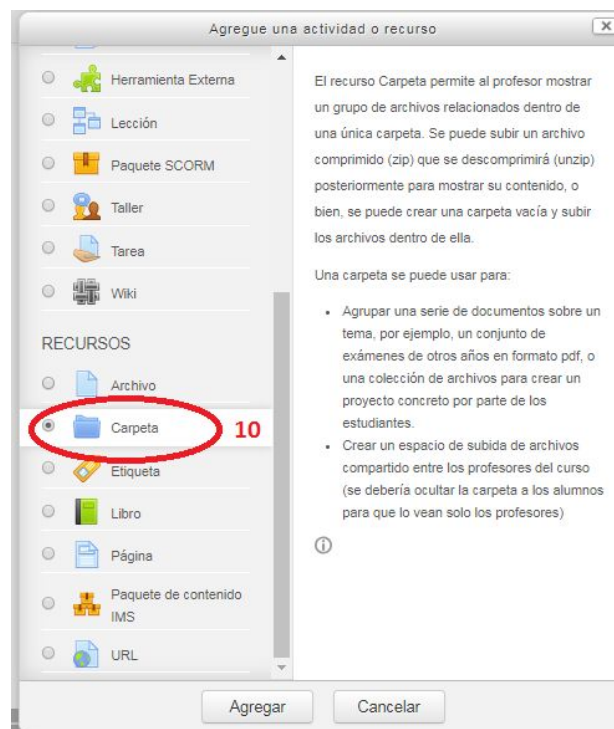 Agregue una actividad o recurso
X
Herramienta Externa
Lección
Paquete SCORM
Taller
Tarea
Wiki
RECURSOS
Archivo
Carpeta
10
Etiqueta
Libro
Página
Paquete de contenido
IMS
URL
El recurso Carpeta permite al profesor mostrar
un grupo de archivos relacionados dentro de
una única carpeta. Se puede subir un archivo
comprimido (zip) que se descomprimirá (unzip)
posteriormente para mostrar su contenido, o
bien, se puede crear una carpeta vacía y subir
los archivos dentro de ella.
Una carpeta se puede usar para:
• Agrupar una serie de documentos sobre un
tema, por ejemplo, un conjunto de
exámenes de otros años en formato pdf, o
una colección de archivos para crear un
proyecto concreto por parte de los
estudiantes.
• Crear un espacio de subida de archivos
compartido entre los profesores del curso
(se debería ocultar la carpeta a los alumnos
para que lo vean solo los profesores)
Agregar
Cancelar